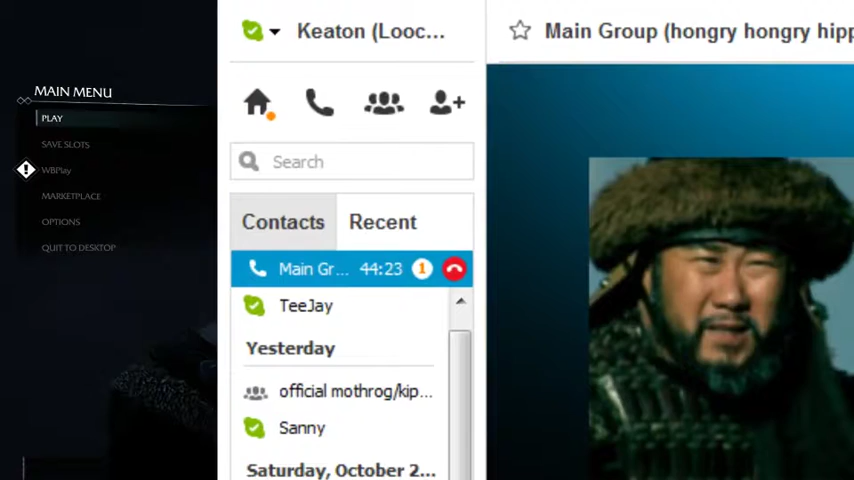 MAIN MENU
PLAY
SAVE SLOTS
WBPlay
MARKETPLACE
OPTIONS
QUIT TO DESKTOP
Keaton (Looc...
Search
Contacts Recent
Main Gr... 44:23 1
TeeJay
Yesterday
official mothrog/kip...
Sanny
Saturday, October 2...
Main Group (hongry hongry hipp